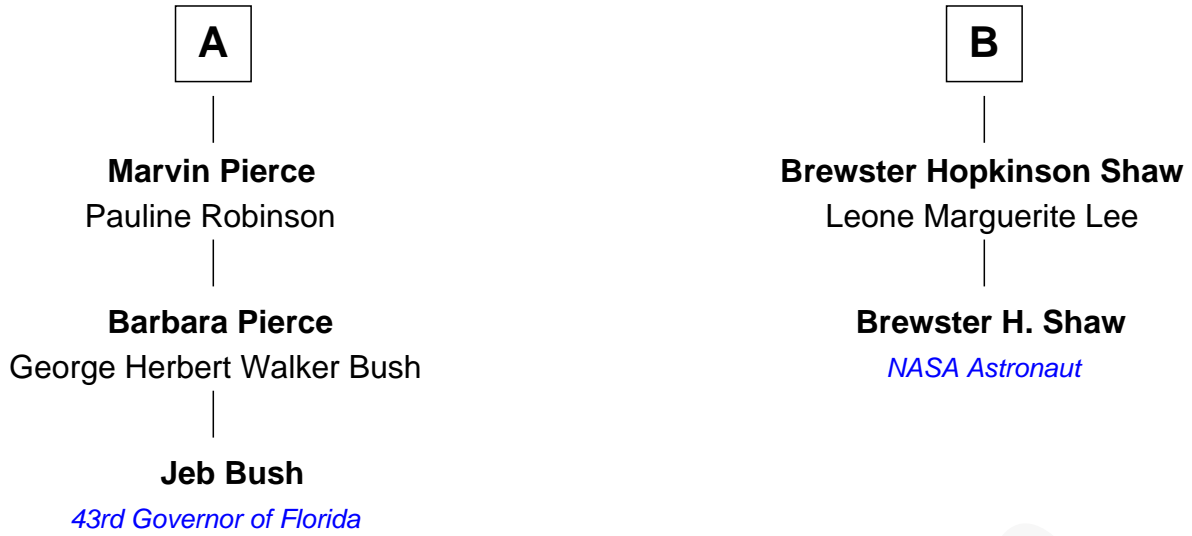 A
Marvin Pierce
Pauline Robinson
Barbara Pierce
George Herbert Walker Bush
Jeb Bush
43rd Governor of Florida
B
Brewster Hopkinson Shaw
Leone Marguerite Lee
Brewster H. Shaw
NASA Astronaut